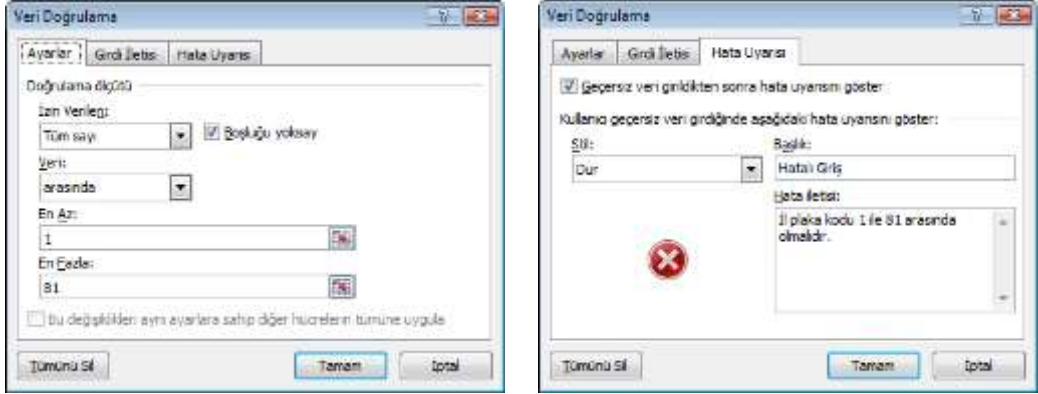 Veri Doğrulama
Ayarlar
Girdi İletisi
Hata Uyarısı
Doğrulama ölçütü
İzin Verilen:
Tüm sayı
Boşluğu yoksay
Veri:
arasında
En Az:
1
En Fazla:
81
Bu değişiklikleri aynı ayarlara sahip diğer hücrelerin tümüne uygula
Tümünü Sil
Tamam
İptal
Veri Doğrulama
Ayarlar
Girdi İletisi
Hata Uyarısı
Geçersiz veri girildikten sonra hata uyarısını göster
Kullanıcı geçersiz veri girdiğinde aşağıdaki hata uyarısını göster:
Stil:
Başlık:
Dur
Hatalı Giriş
Hata iletisi:
İl plaka kodu 1 ile 81 arasında
olmalıdır.
Tümünü Sil
Tamam
İptal